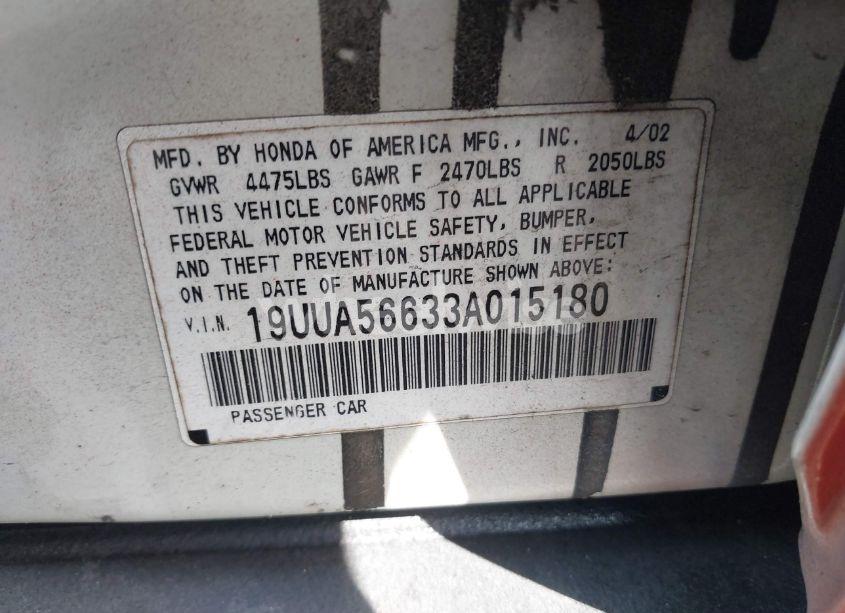 MFD. BY HONDA OF AMERICA MFG., INC. 4/02
GVWR 4475LBS GAWR F 2470LBS R 2050LBS
THIS VEHICLE CONFORMS TO ALL APPLICABLE
FEDERAL MOTOR VEHICLE SAFETY, BUMPER,
AND THEFT PREVENTION STANDARDS IN EFFECT
ON THE DATE OF MANUFACTURE SHOWN ABOVE:
V.I.N. 19UUA56633A015180
PASSENGER CAR